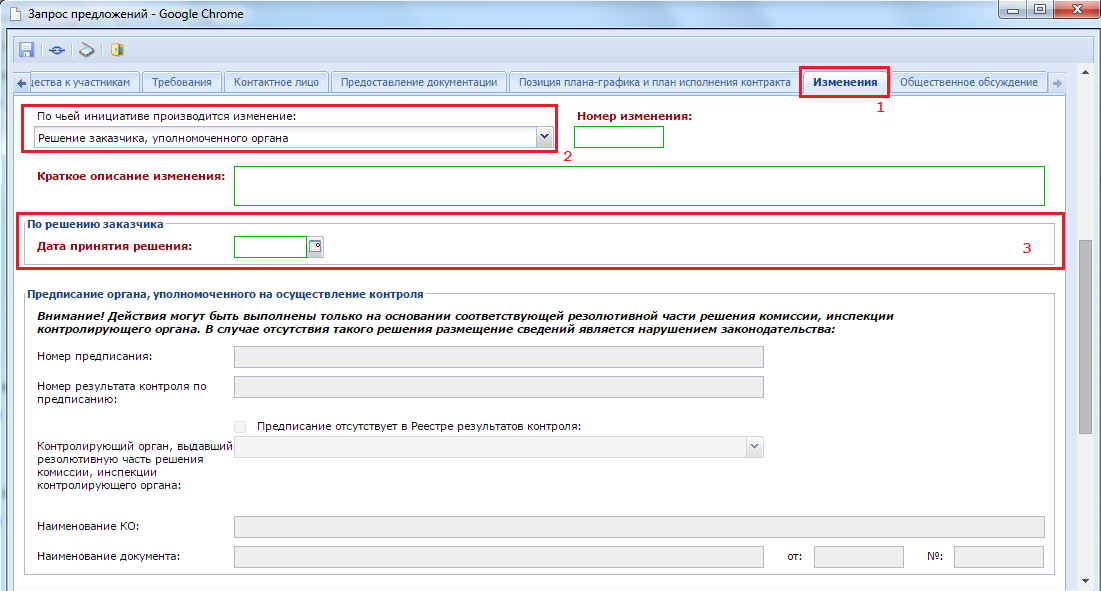 Запрос предложений - Google Chrome
щества к участникам Требования Контактное лицо Предоставление документации Позиция плана-графика и план исполнения контракта Изменения Общественное обсуждение
1
По чьей инициативе производится изменение: Номер изменения:
Решение заказчика, уполномоченного органа
2
Краткое описание изменения:
По решению заказчика
Дата принятия решения:
3
Предписание органа, уполномоченного на осуществление контроля
Внимание! Действия могут быть выполнены только на основании соответствующей резолютивной части решения комиссии, инспекции
контролирующего органа. В случае отсутствия такого решения размещение сведений является нарушением законодательства:
Номер предписания:
Номер результата контроля по
предписанию:
Предписание отсутствует в Реестре результатов контроля:
Контролирующий орган, выдавший
резолютивную часть решения
комиссии, инспекции
контролирующего органа:
Наименование КО:
Наименование документа: от: №: